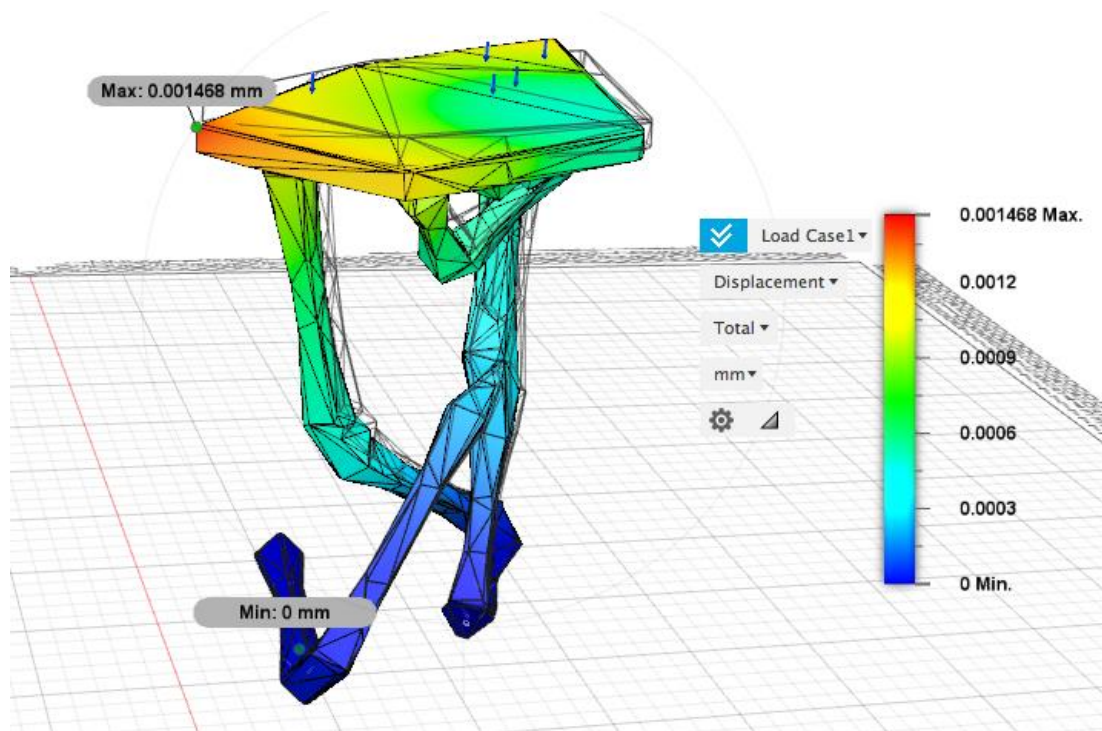 Max: 0.001468 mm
Load Case1
Displacement
Total
mm
0.001468 Max.
0.0012
0.0009
0.0006
0.0003
0 Min.
Min: 0 mm